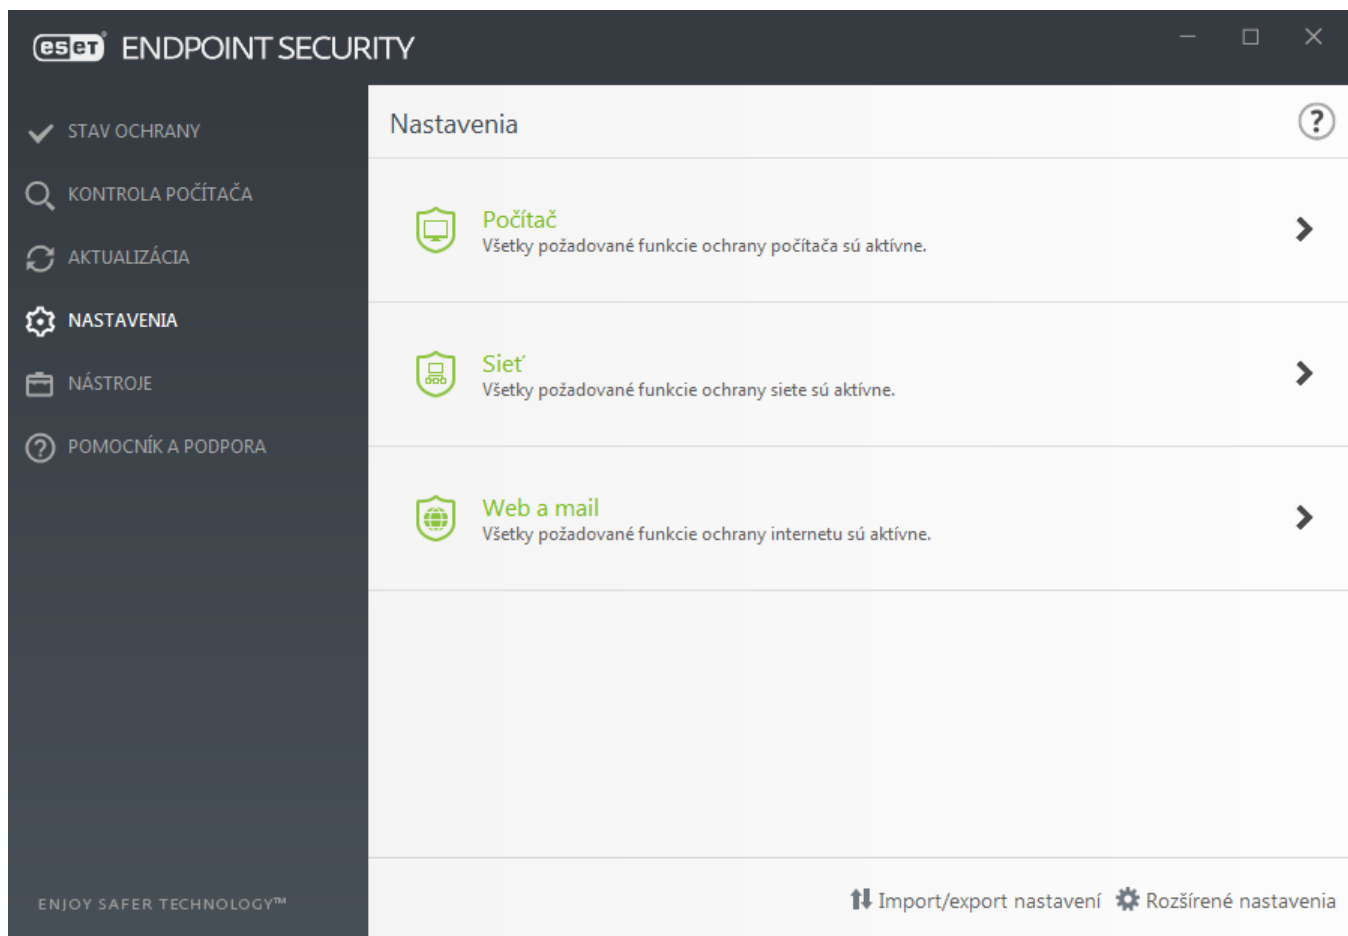 eset ENDPOINT SECURITY
STAV OCHRANY
KONTROLA POČÍTAČA
AKTUALIZÁCIA
NASTAVENIA
NÁSTROJE
POMOCNÍK A PODPORA
ENJOY SAFER TECHNOLOGY™
Nastavenia
?
Počítač
Všetky požadované funkcie ochrany počítača sú aktívne.
Sieť
Všetky požadované funkcie ochrany siete sú aktívne.
Web a mail
Všetky požadované funkcie ochrany internetu sú aktívne.
Import/export nastavení Rozšírené nastavenia